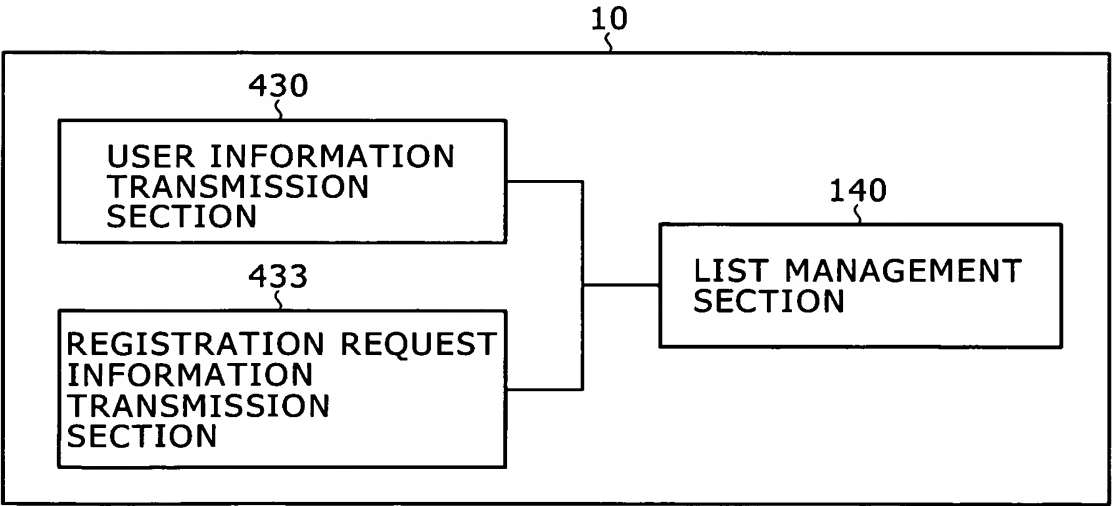 10
430
USER INFORMATION
TRANSMISSION
SECTION
140
LIST MANAGEMENT
SECTION
433
REGISTRATION REQUEST
INFORMATION
TRANSMISSION
SECTION